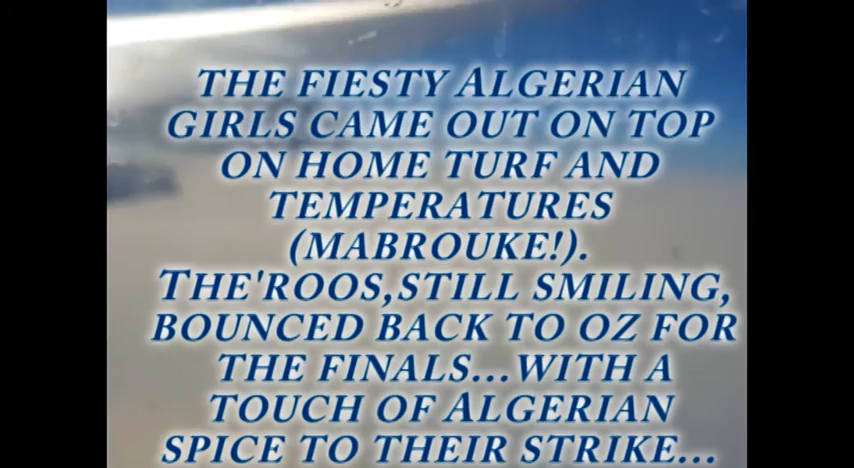 THE FIESTY ALGERIAN
GIRLS CAME OUT ON TOP
ON HOME TURF AND
TEMPERATURES
(MABROUKE!).
THE'ROOS,STILL SMILING,
BOUNCED BACK TO OZ FOR
THE FINALS...WITH A
TOUCH OF ALGERIAN
SPICE TO THEIR STRIKE...